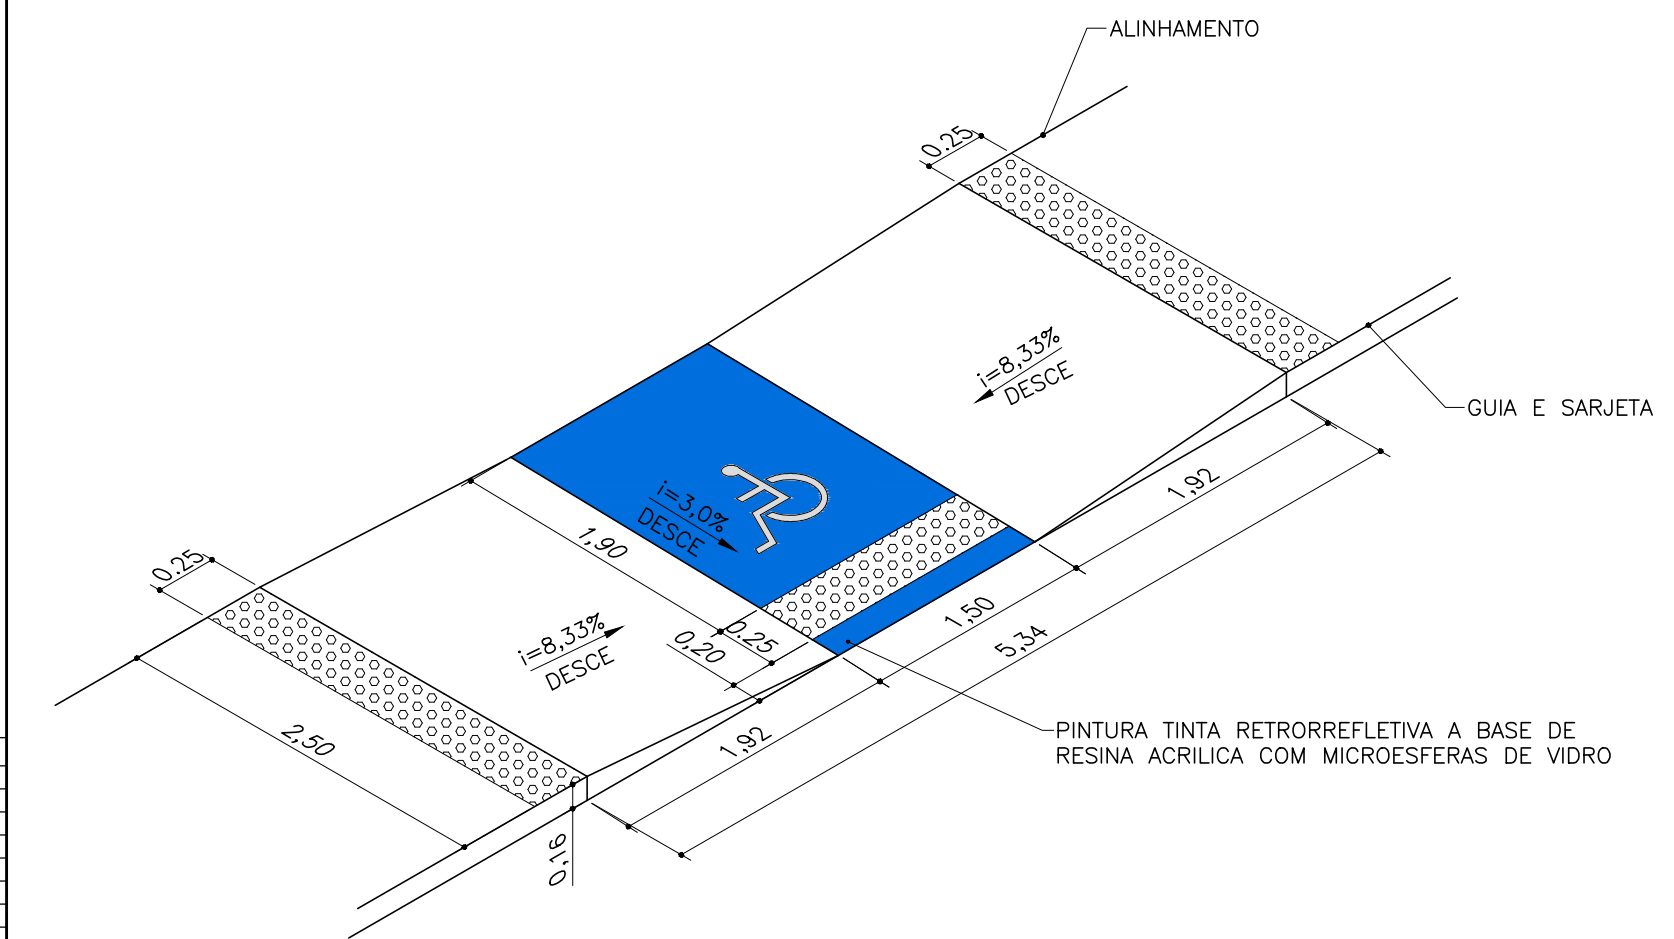 ALINHAMENTO
0.25
i=8,33%
DESCE
GUIA E SARJETA
1,92
i=3,0%
DESCE
1,90
0.25
0.25
0,20
1,50
5,34
i=8,33%
DESCE
2,50
1,92
PINTURA TINTA RETRORREFLETIVA A BASE DE
RESINA ACRILICA COM MICROESFERAS DE VIDRO
0,16